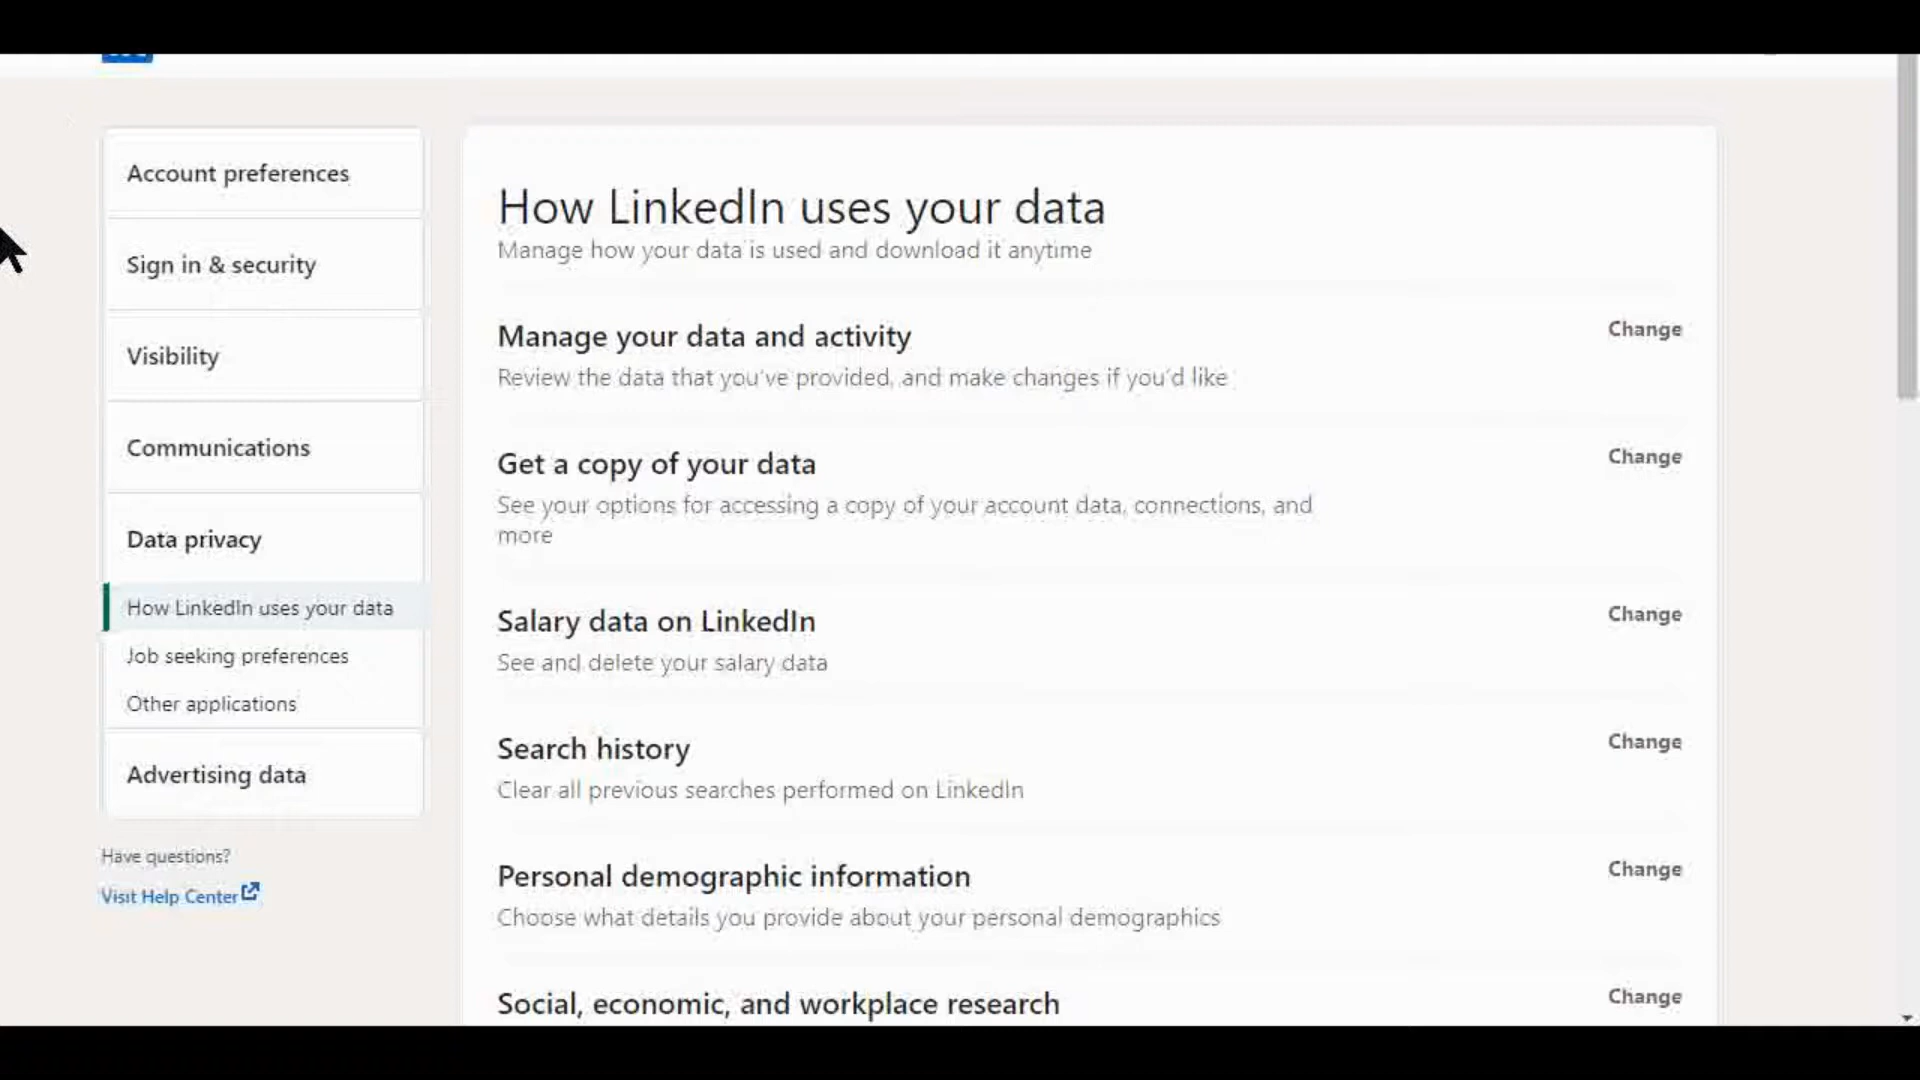 Account preferences
Sign in & security
Visibility
Communications
Data privacy
How LinkedIn uses your data
Job seeking preferences
Other applications
Advertising data
Have questions?
Visit Help Center
How LinkedIn uses your data
Manage how your data is used and download it anytime
Manage your data and activity
Change
Review the data that you've provided, and make changes if you'd like
Get a copy of your data
Change
See your options for accessing a copy of your account data, connections, and
more
Salary data on LinkedIn
Change
See and delete your salary data
Search history
Change
Clear all previous searches performed on LinkedIn
Personal demographic information
Change
Choose what details you provide about your personal demographics
Social, economic, and workplace research
Change